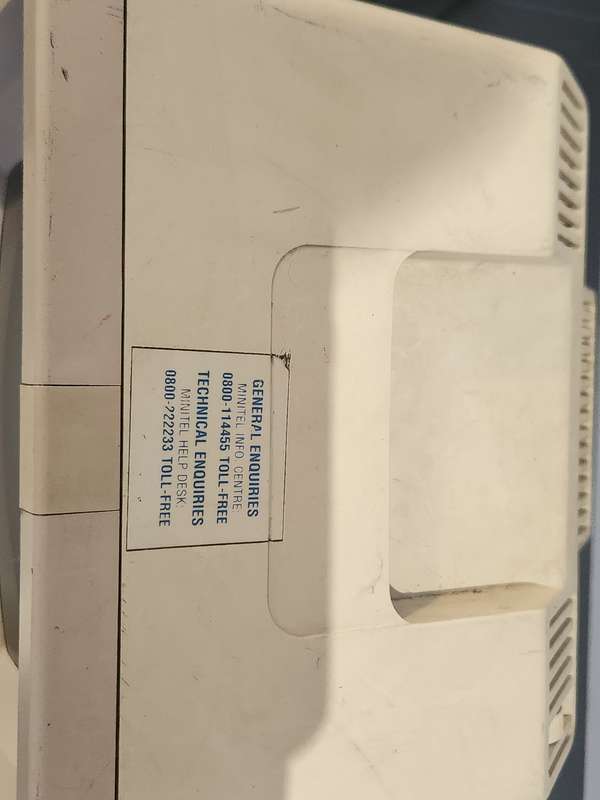 GENERAL ENQUIRIES
MINITEL INFO CENTRE
0800-114455 TOLL-FREE
TECHNICAL ENQUIRIES
MINITEL HELP DESK:
0800-222233 TOLL-FREE